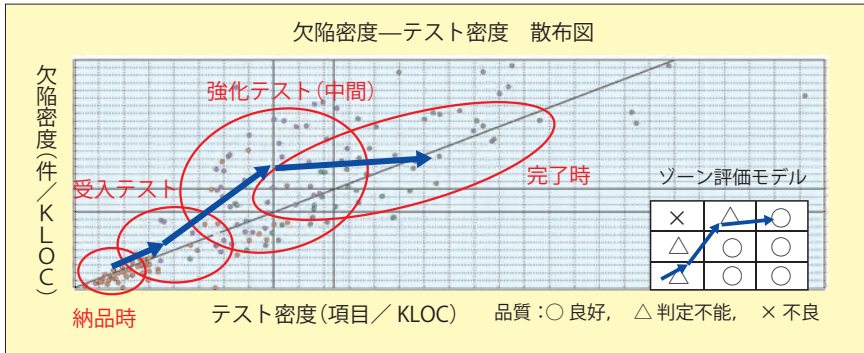 欠陥密度―テスト密度　散布図
欠陥密度(件／KLOC)
強化テスト(中間)
受入テスト
完了時
納品時
テスト密度(項目／KLOC)
ゾーン評価モデル
× △ ○
△ ○ ○
△ ○ ○
品質：○ 良好， △ 判定不能， × 不良